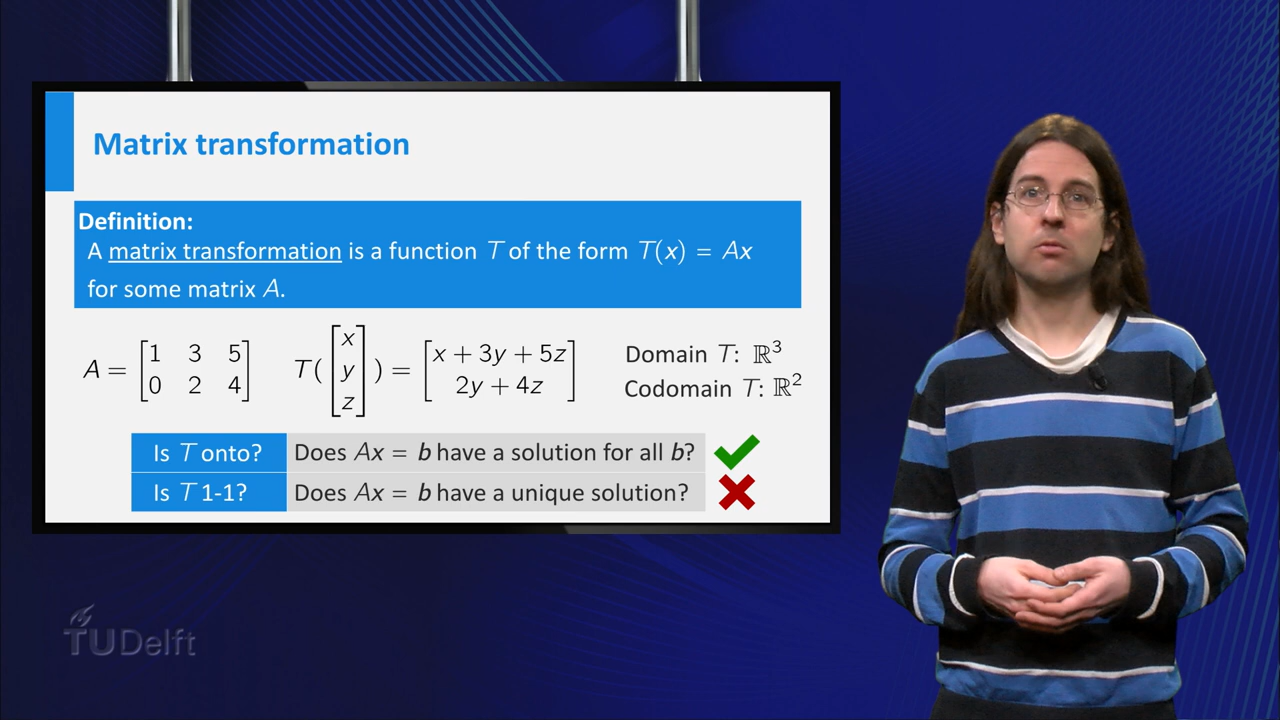 Matrix transformation
Definition:
A matrix transformation is a function T of the form T(x) = Ax
for some matrix A.
A = [1 3 5
0 2 4]
T([x
y
z]) = [x + 3y + 5z
2y + 4z]
Domain T: ℝ³
Codomain T: ℝ²
Is T onto? Does Ax = b have a solution for all b? ✓
Is T 1-1? Does Ax = b have a unique solution? ✗
TUDelft